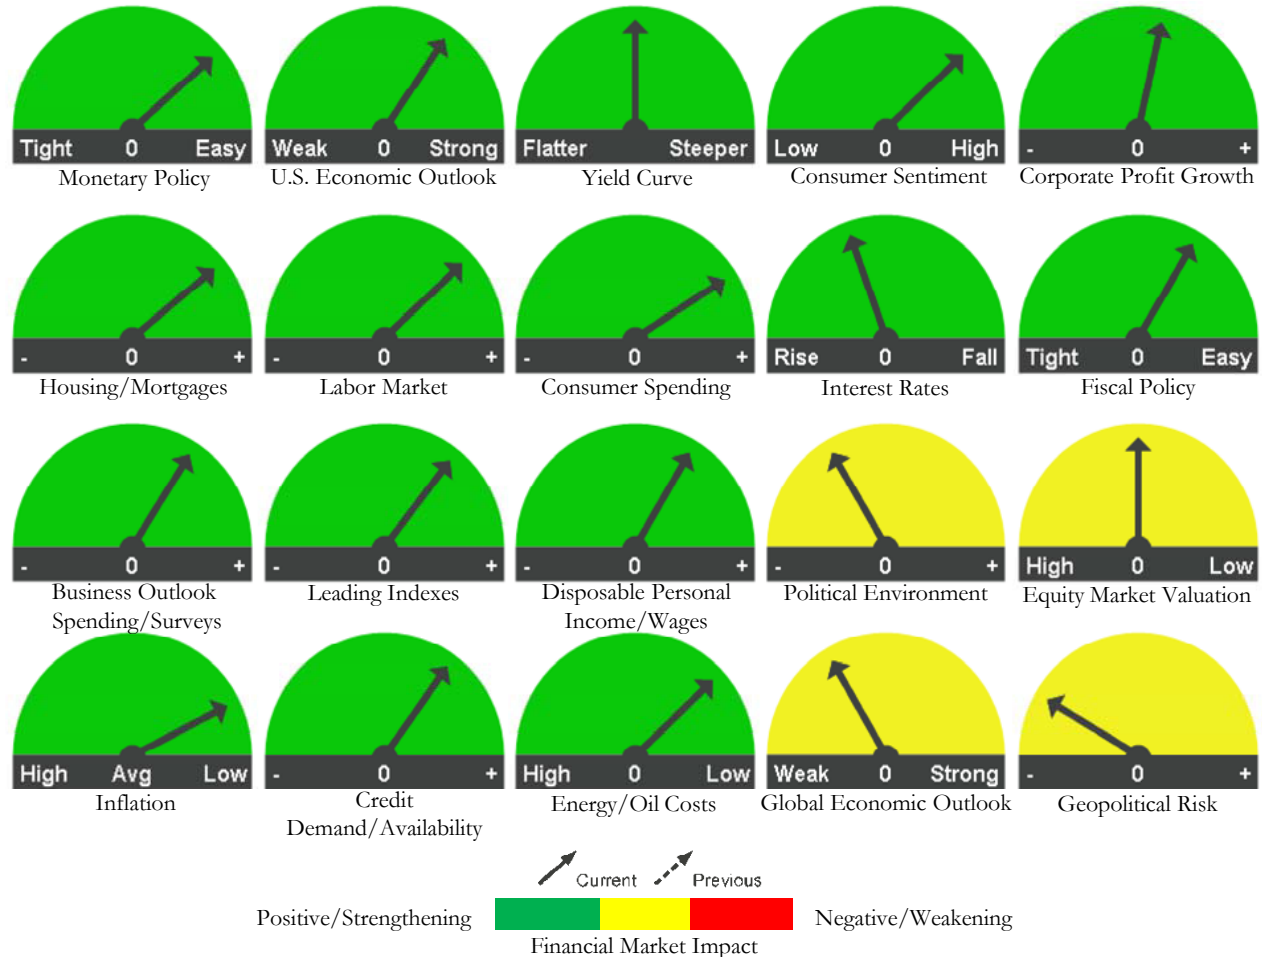 Tight 0 Easy
Monetary Policy
Weak 0 Strong
U.S. Economic Outlook
Flatter Steeper
Yield Curve
Low 0 High
Consumer Sentiment
- 0 +
Corporate Profit Growth
- 0 +
Housing/Mortgages
- 0 +
Labor Market
- 0 +
Consumer Spending
Rise 0 Fall
Interest Rates
Tight 0 Easy
Fiscal Policy
- 0 +
Business Outlook
Spending/Surveys
- 0 +
Leading Indexes
- 0 +
Disposable Personal
Income/Wages
- 0 +
Political Environment
High 0 Low
Equity Market Valuation
High Avg Low
Inflation
- 0 +
Credit
Demand/Availability
High 0 Low
Energy/Oil Costs
Weak 0 Strong
Global Economic Outlook
- 0 +
Geopolitical Risk
Current Previous
Positive/Strengthening Negative/Weakening
Financial Market Impact